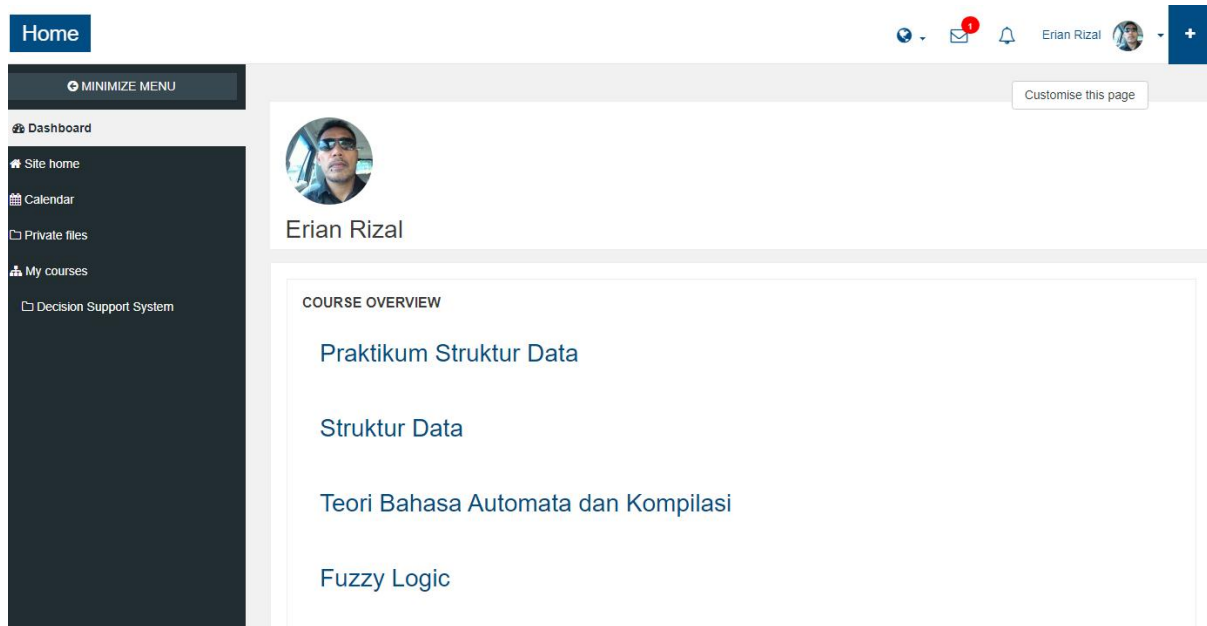 Home
1
Erian Rizal
+
MINIMIZE MENU
Customise this page
Dashboard
Site home
Calendar
Private files
My courses
Decision Support System
Erian Rizal
COURSE OVERVIEW
Praktikum Struktur Data
Struktur Data
Teori Bahasa Automata dan Kompilasi
Fuzzy Logic